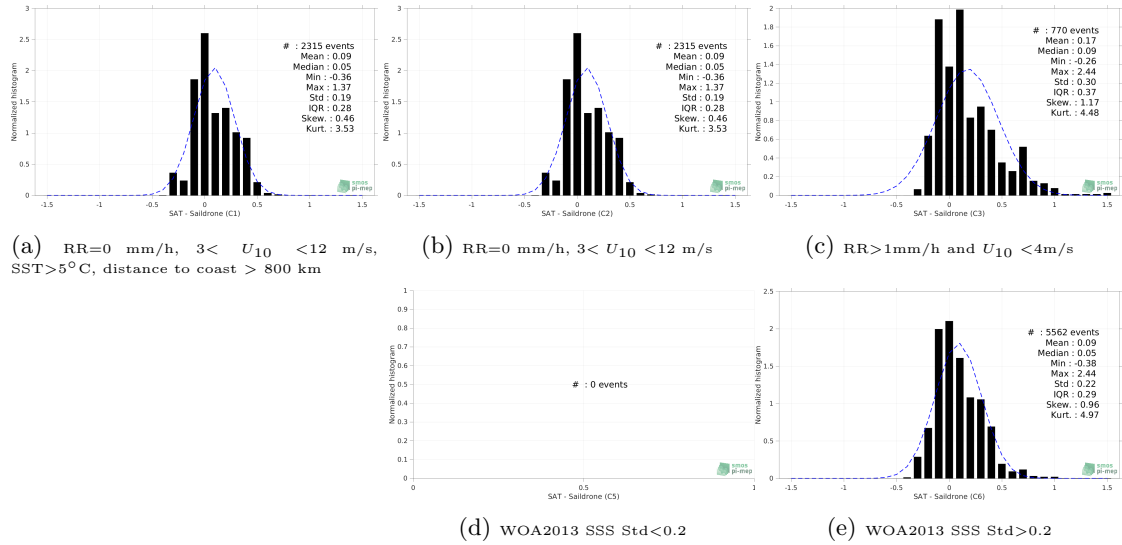 3
2.5
2
1.5
1
0.5
0
Normalized histogram
# : 2315 events
Mean : 0.09
Median : 0.05
Min : -0.36
Max : 1.37
Std : 0.19
IQR : 0.28
Skew. : 0.46
Kurt. : 3.53
smos
pi-mep
-1.5 -1 -0.5 0 0.5 1 1.5
SAT - Saildrone (C1)
(a) RR=0 mm/h, 3< U10 <12 m/s,
SST>5°C, distance to coast > 800 km
3
2.5
2
1.5
1
0.5
0
Normalized histogram
# : 2315 events
Mean : 0.09
Median : 0.05
Min : -0.36
Max : 1.37
Std : 0.19
IQR : 0.28
Skew. : 0.46
Kurt. : 3.53
smos
pi-mep
-1.5 -1 -0.5 0 0.5 1 1.5
SAT - Saildrone (C2)
(b) RR=0 mm/h, 3< U10 <12 m/s
2
1.8
1.6
1.4
1.2
1
0.8
0.6
0.4
0.2
0
Normalized histogram
# : 770 events
Mean : 0.17
Median : 0.09
Min : -0.26
Max : 2.44
Std : 0.30
IQR : 0.37
Skew. : 1.17
Kurt. : 4.48
smos
pi-mep
-1.5 -1 -0.5 0 0.5 1 1.5
SAT - Saildrone (C3)
(c) RR>1mm/h and U10 <4m/s
1
0.9
0.8
0.7
0.6
0.5
0.4
0.3
0.2
0.1
0
Normalized histogram
# : 0 events
smos
pi-mep
0 0.5 1
SAT - Saildrone (C5)
(d) WOA2013 SSS Std<0.2
2.5
2
1.5
1
0.5
0
Normalized histogram
# : 5562 events
Mean : 0.09
Median : 0.05
Min : -0.38
Max : 2.44
Std : 0.22
IQR : 0.29
Skew. : 0.96
Kurt. : 4.97
smos
pi-mep
-1.5 -1 -0.5 0 0.5 1 1.5
SAT - Saildrone (C6)
(e) WOA2013 SSS Std>0.2